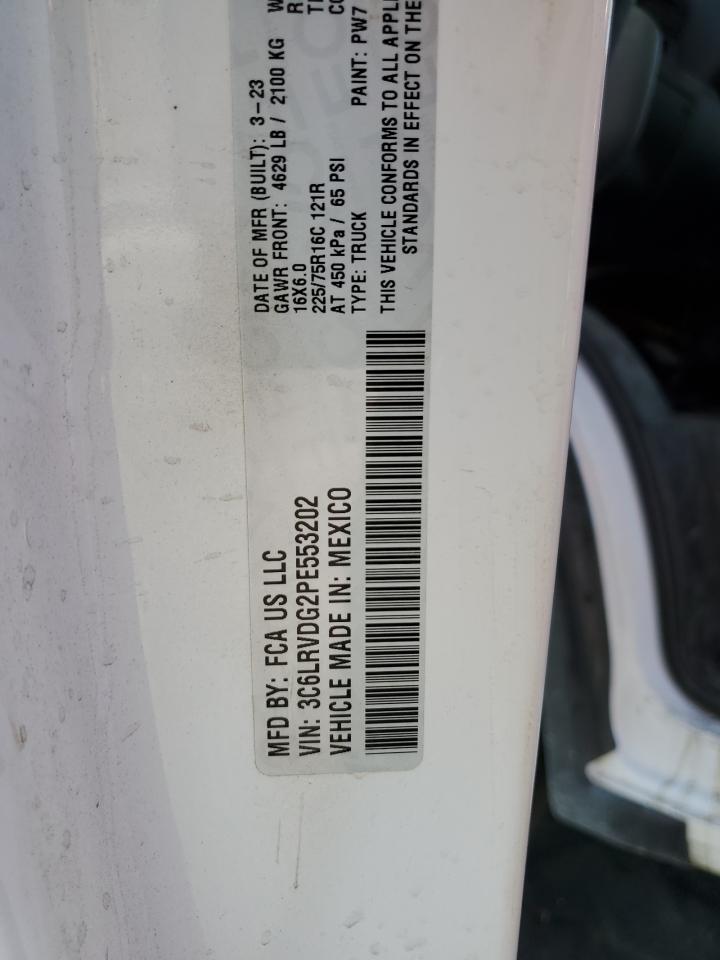 MFD BY: FCA US LLC
VIN: 3C6LRVDG2PE553202
VEHICLE MADE IN: MEXICO
DATE OF MFR (BUILT): 3-23
GAWR FRONT: 4629 LB / 2100 KG
16X6.0
225/75R16C 121R
AT 450 kPa / 65 PSI
TYPE: TRUCK PAINT: PW7
THIS VEHICLE CONFORMS TO ALL APPLI
STANDARDS IN EFFECT ON THE